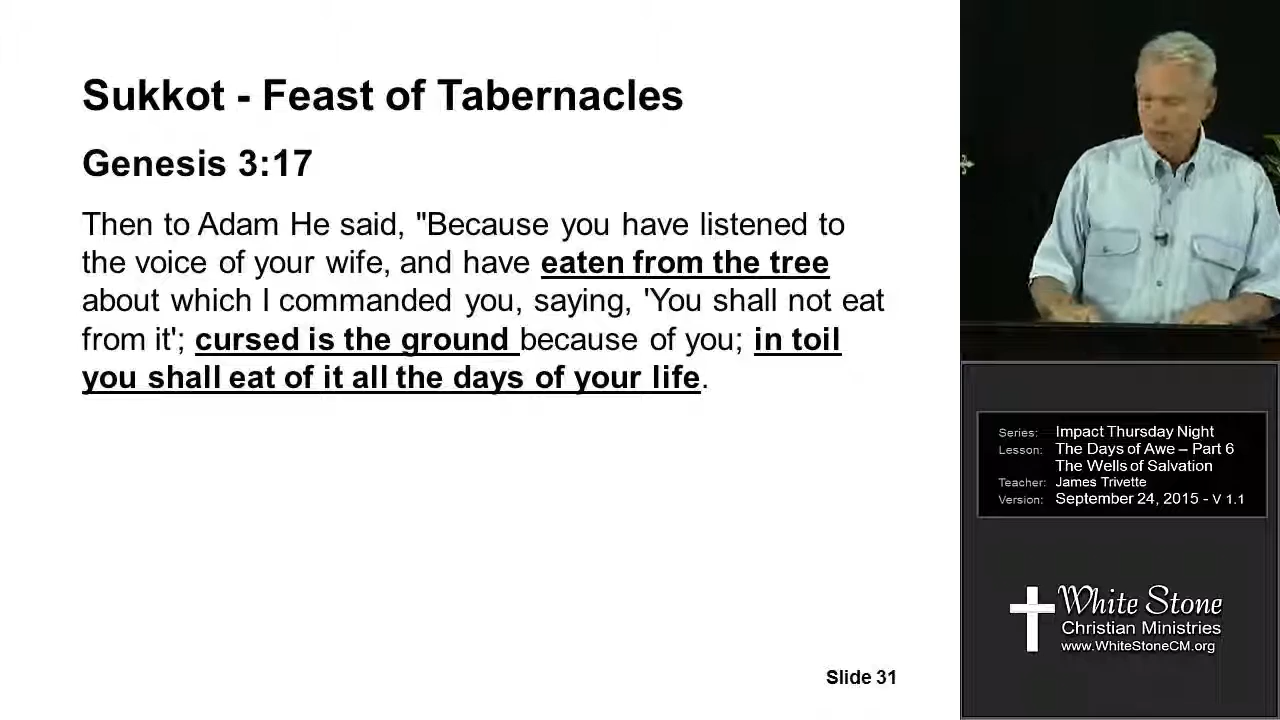 Sukkot - Feast of Tabernacles
Genesis 3:17
Then to Adam He said, "Because you have listened to
the voice of your wife, and have eaten from the tree
about which I commanded you, saying, 'You shall not eat
from it'; cursed is the ground because of you; in toil
you shall eat of it all the days of your life.
Slide 31
Series: Impact Thursday Night
Lesson: The Days of Awe – Part 6
The Wells of Salvation
Teacher: James Trivette
Version: September 24, 2015 - V 1.1
White Stone
Christian Ministries
www.WhiteStoneCM.org